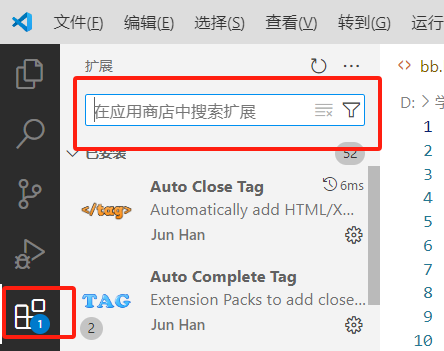 文件(F) 编辑(E) 选择(S) 查看(V) 转到(G) 运行
扩展
bb.
在应用商店中搜索扩展
D:
已安装 52
1
2
3
4
5
6
7
8
9
10
Auto Close Tag 6ms
</tag>
Automatically add HTML/X...
Jun Han
Auto Complete Tag
TAG
Extension Packs to add close...
2
Jun Han
1